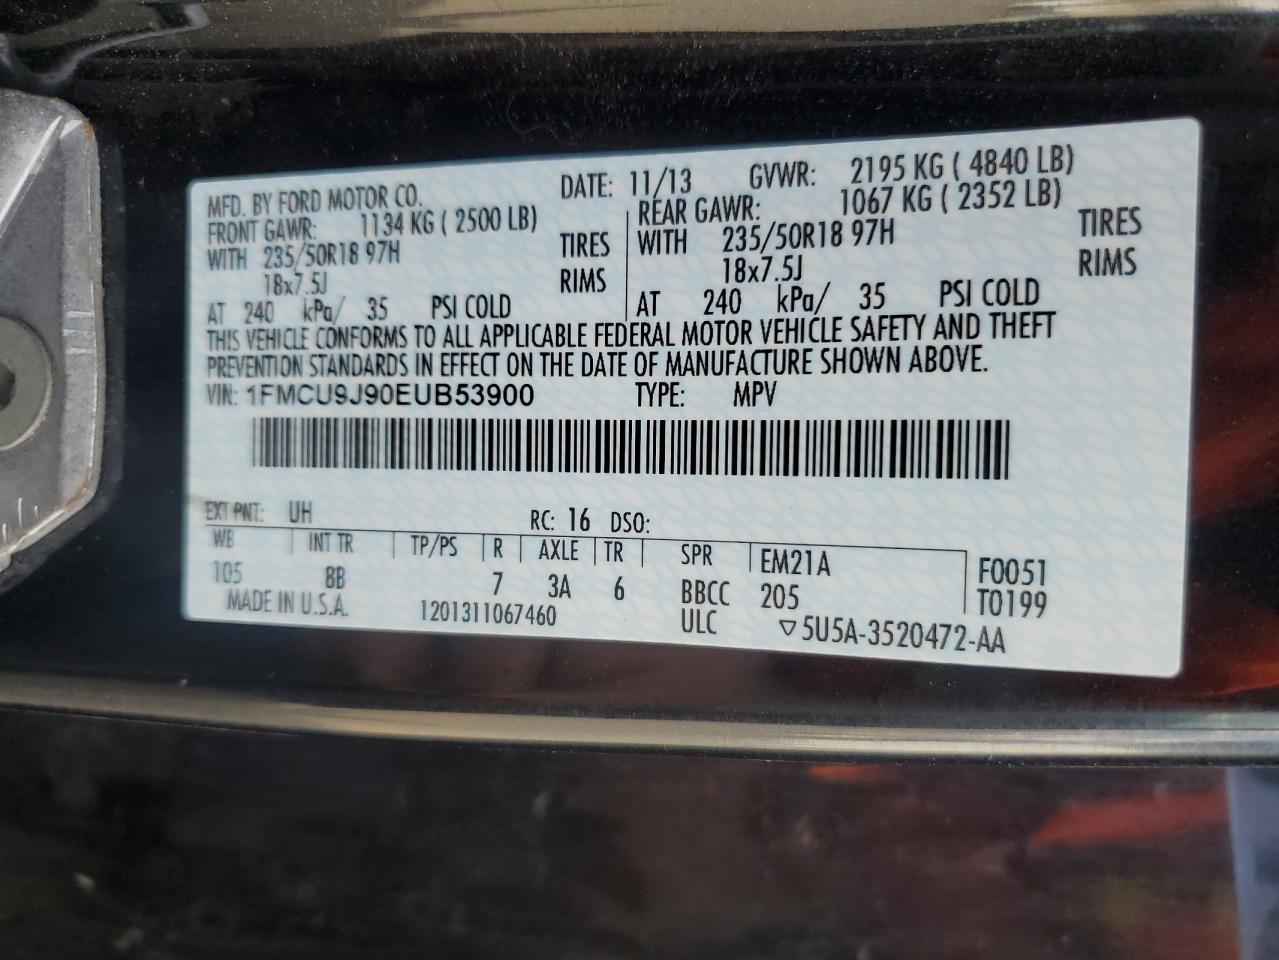 MFD. BY FORD MOTOR CO. DATE: 11/13 GVWR: 2195 KG ( 4840 LB)
FRONT GAWR: 1134 KG ( 2500 LB) REAR GAWR: 1067 KG ( 2352 LB)
WITH 235/50R18 97H TIRES WITH 235/50R18 97H TIRES
18x7.5J RIMS 18x7.5J RIMS
AT 240 kPa/ 35 PSI COLD AT 240 kPa/ 35 PSI COLD
THIS VEHICLE CONFORMS TO ALL APPLICABLE FEDERAL MOTOR VEHICLE SAFETY AND THEFT
PREVENTION STANDARDS IN EFFECT ON THE DATE OF MANUFACTURE SHOWN ABOVE.
VIN: 1FMCU9J90EUB53900 TYPE: MPV
EXT PNT: UH RC: 16 DSO:
WB INT TR TP/PS R AXLE TR SPR EM21A F0051
105 8B 7 3A 6 BBCC 205 T0199
MADE IN U.S.A. 1201311067460 ULC ▽5U5A-3520472-AA